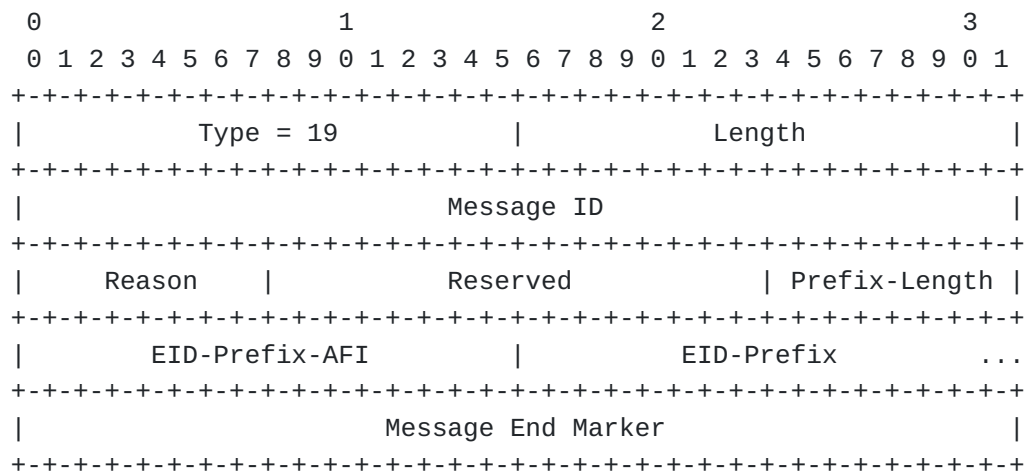 0                   1                   2                   3
 0 1 2 3 4 5 6 7 8 9 0 1 2 3 4 5 6 7 8 9 0 1 2 3 4 5 6 7 8 9 0 1
+-+-+-+-+-+-+-+-+-+-+-+-+-+-+-+-+-+-+-+-+-+-+-+-+-+-+-+-+-+-+-+-+
|           Type = 19           |            Length             |
+-+-+-+-+-+-+-+-+-+-+-+-+-+-+-+-+-+-+-+-+-+-+-+-+-+-+-+-+-+-+-+-+
|                           Message ID                          |
+-+-+-+-+-+-+-+-+-+-+-+-+-+-+-+-+-+-+-+-+-+-+-+-+-+-+-+-+-+-+-+-+
|     Reason    |           Reserved            | Prefix-Length |
+-+-+-+-+-+-+-+-+-+-+-+-+-+-+-+-+-+-+-+-+-+-+-+-+-+-+-+-+-+-+-+-+
|        EID-Prefix-AFI         |          EID-Prefix         ...
+-+-+-+-+-+-+-+-+-+-+-+-+-+-+-+-+-+-+-+-+-+-+-+-+-+-+-+-+-+-+-+-+
|                       Message End Marker                      |
+-+-+-+-+-+-+-+-+-+-+-+-+-+-+-+-+-+-+-+-+-+-+-+-+-+-+-+-+-+-+-+-+